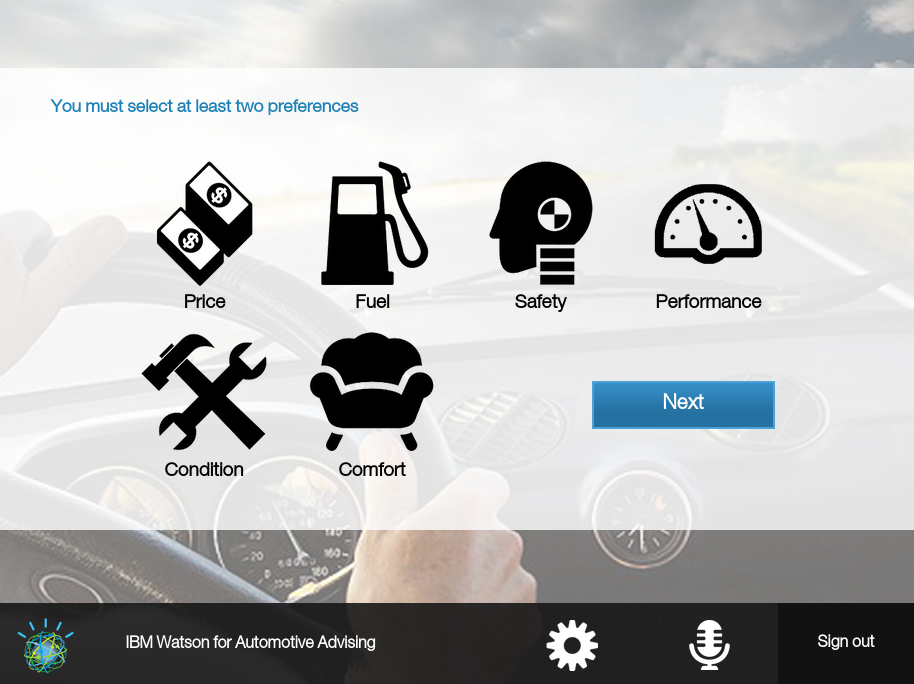 You must select at least two preferences
Price
Fuel
Safety
Performance
Condition
Comfort
Next
IBM Watson for Automotive Advising
Sign out